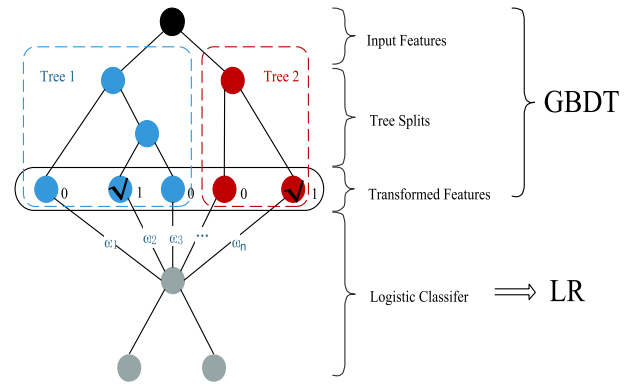 Input Features
Tree 1
Tree 2
GBDT
Tree Splits
0
1
0
0
1
Transformed Features
ω1
ω2
ω3
...
ωn
Logistic Classifer
LR